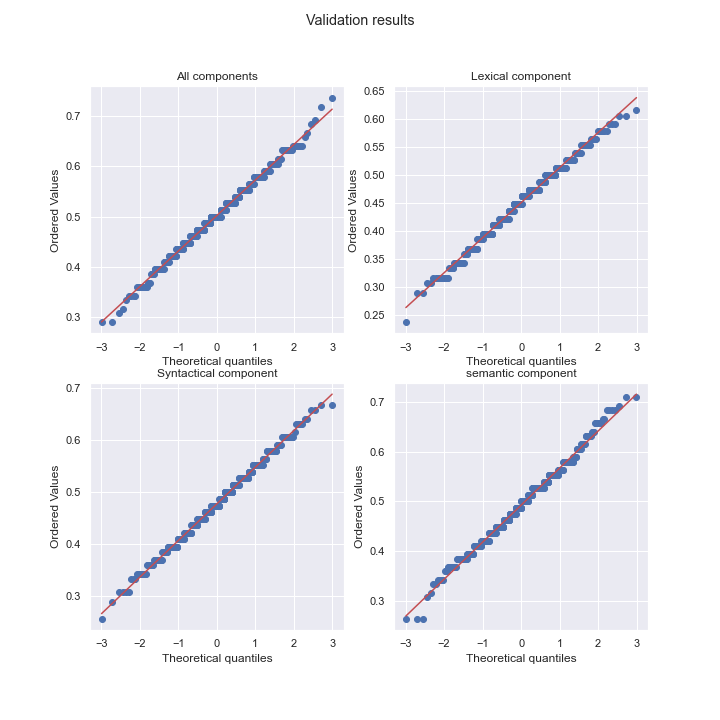 Validation results
All components
Ordered Values
0.7
0.6
0.5
0.4
0.3
−3 −2 −1 0 1 2 3
Theoretical quantiles
Lexical component
Ordered Values
0.65
0.60
0.55
0.50
0.45
0.40
0.35
0.30
0.25
−3 −2 −1 0 1 2 3
Theoretical quantiles
Syntactical component
Ordered Values
0.7
0.6
0.5
0.4
0.3
−3 −2 −1 0 1 2 3
Theoretical quantiles
semantic component
Ordered Values
0.7
0.6
0.5
0.4
0.3
−3 −2 −1 0 1 2 3
Theoretical quantiles